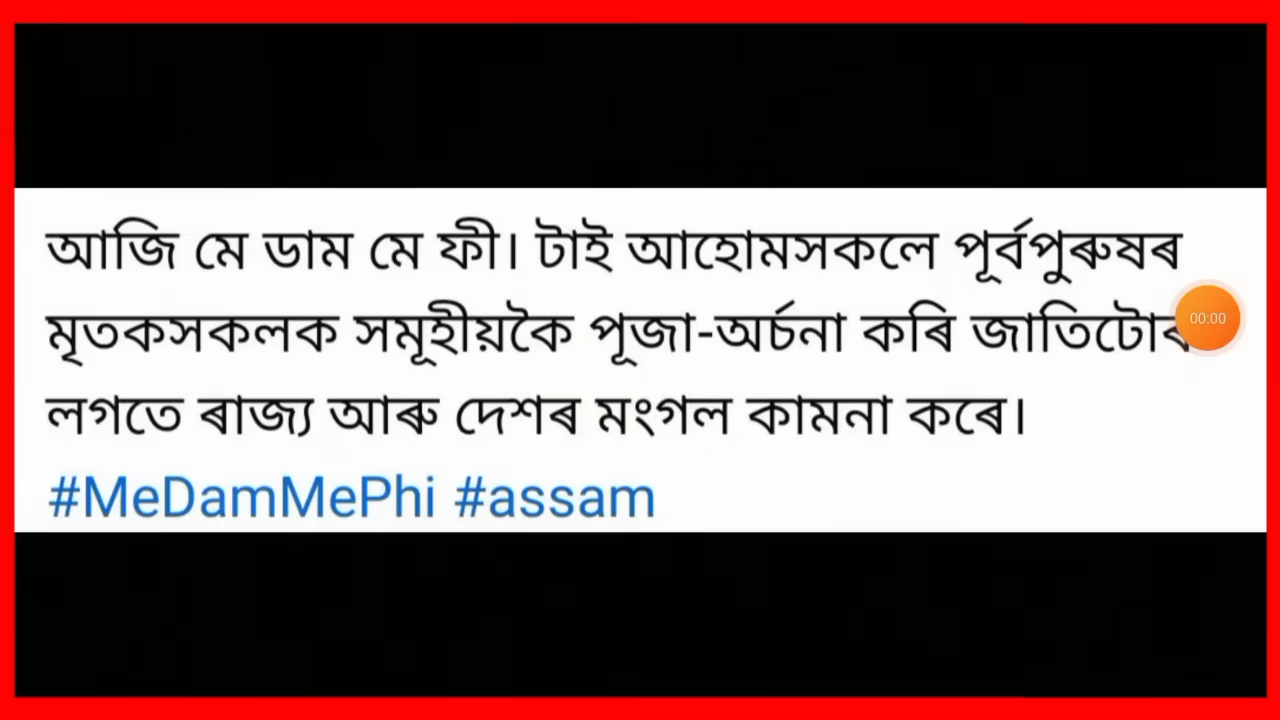 আজি মে ডাম মে ফী। টাই আহোমসকলে পূৰ্বপুৰুষৰ
মৃতকসকলক সমূহীয়কৈ পূজা-অৰ্চনা কৰি জাতিটোৰ
00:00
লগতে ৰাজ্য আৰু দেশৰ মংগল কামনা কৰে।
#MeDamMePhi #assam